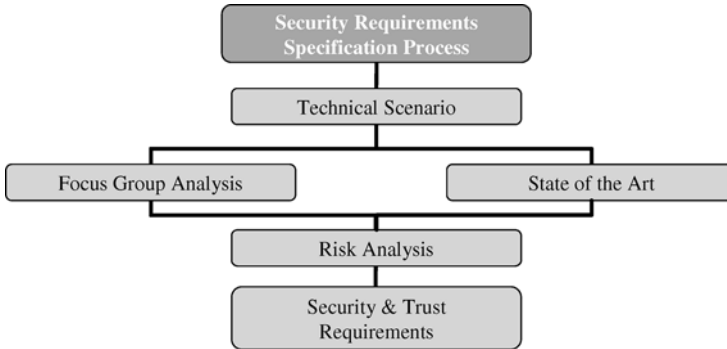 Security Requirements
Specification Process
Technical Scenario
Focus Group Analysis
State of the Art
Risk Analysis
Security & Trust
Requirements